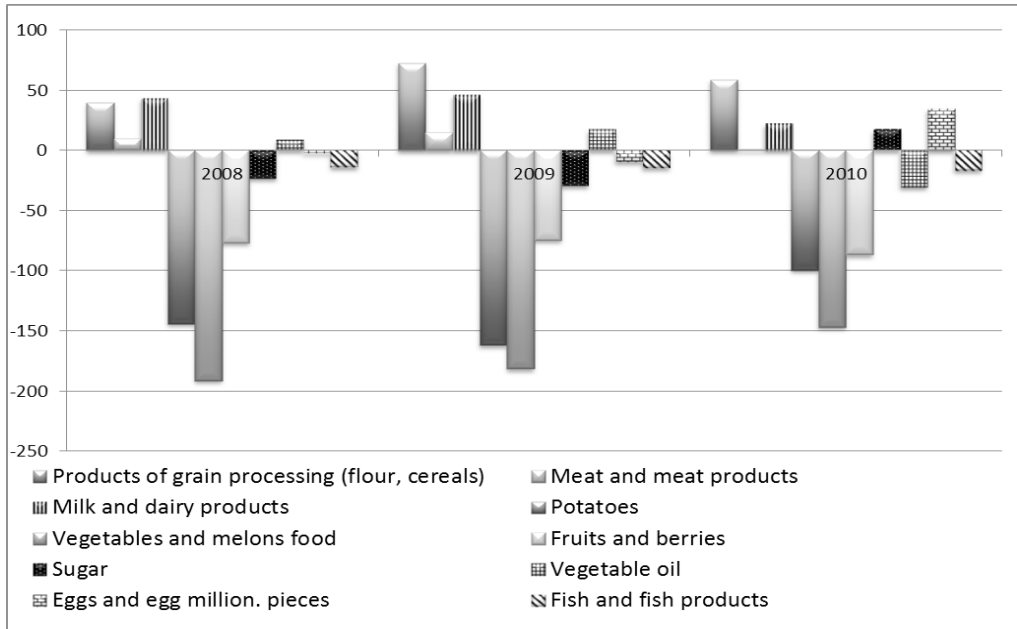 100
50
0
2008 2009 2010
-50
-100
-150
-200
-250
Products of grain processing (flour, cereals) Meat and meat products
Milk and dairy products Potatoes
Vegetables and melons food Fruits and berries
Sugar Vegetable oil
Eggs and egg million. pieces Fish and fish products